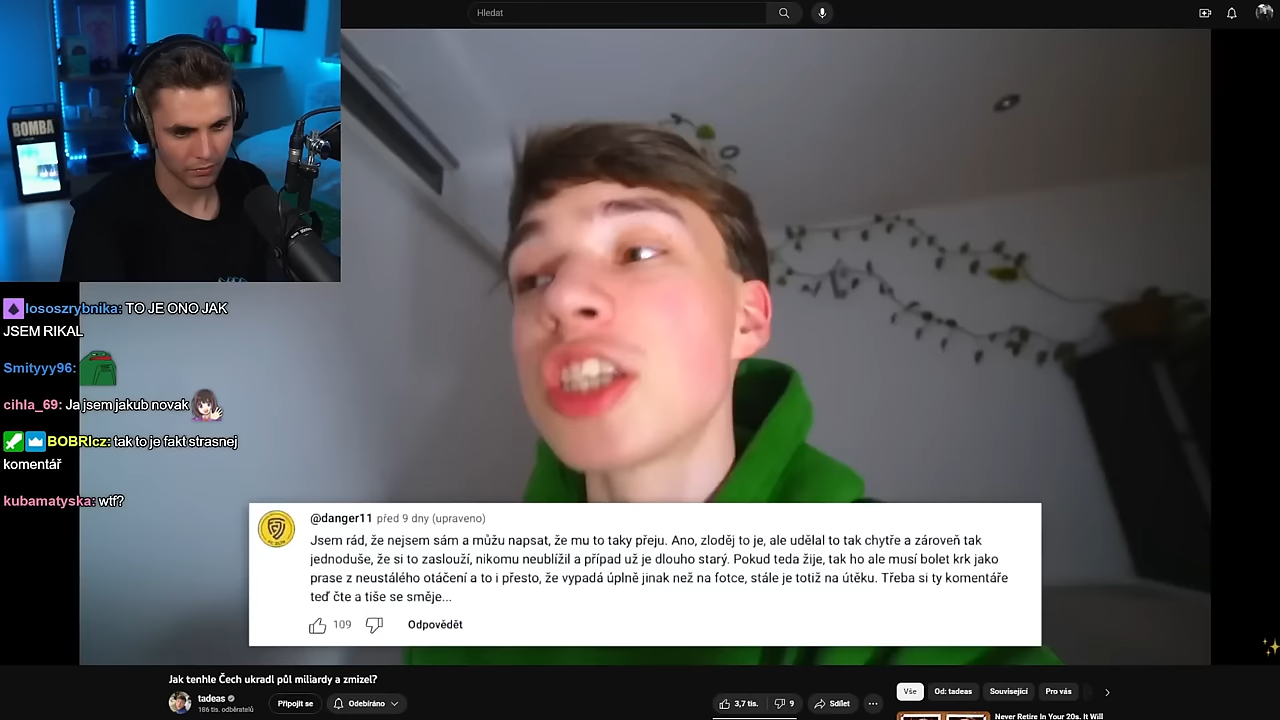 Hledat
BOMBA
lososzrybnika: TO JE ONO JAK
JSEM RIKAL
Smityyy96:
cihla_69: Ja jsem jakub novak
BOBRIcz: tak to je fakt strasnej
komentář
kubamatyska: wtf?
@danger11 před 9 dny (upraveno)
Jsem rád, že nejsem sám a můžu napsat, že mu to taky přeju. Ano, zloděj to je, ale udělal to tak chytře a zároveň tak
jednoduše, že si to zaslouží, nikomu neublížil a případ už je dlouho starý. Pokud teda žije, tak ho ale musí bolet krk jako
prase z neustálého otáčení a to i přesto, že vypadá úplně jinak než na fotce, stále je totiž na útěku. Třeba si ty komentáře
teď čte a tiše se směje...
109 Odpovědět
Jak tenhle Čech ukradl půl miliardy a zmizel?
tadeas
186 tis. odběratelů
Připojit se
Odebíráno
3,7 tis.
9
Sdílet
Vše
Od: tadeas
Související
Pro vás
Never Retire in Your 20s. It Will